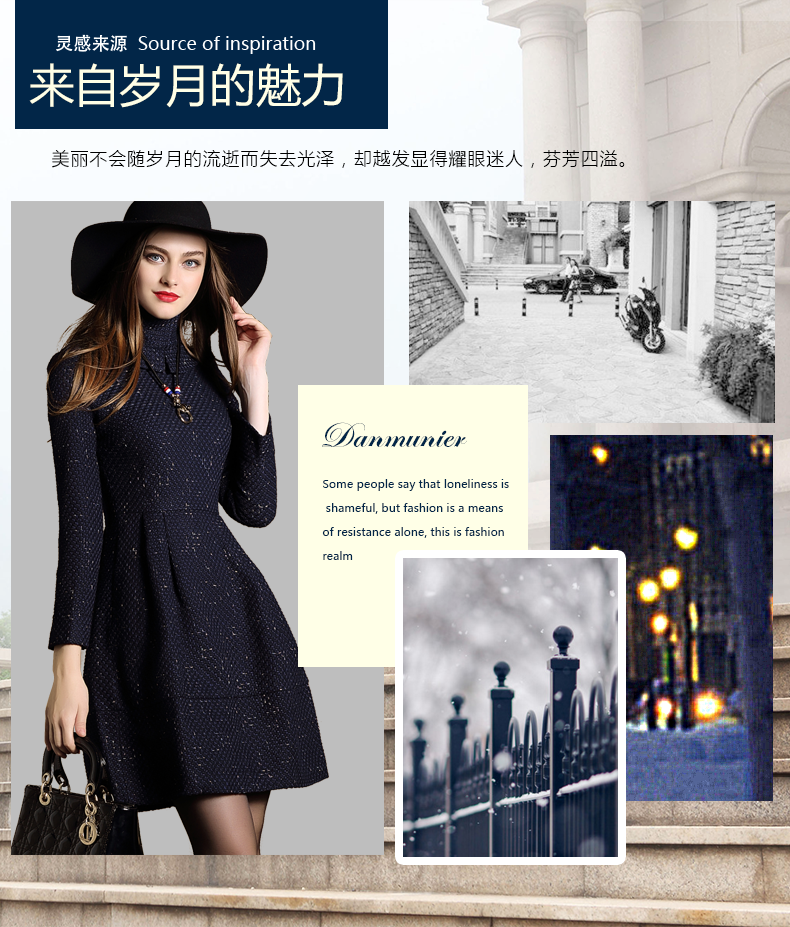 灵感来源 Source of inspiration
来自岁月的魅力
美丽不会随岁月的流逝而失去光泽，却越发显得耀眼迷人，芬芳四溢。
Danmunier
Some people say that loneliness is
shameful, but fashion is a means
of resistance alone, this is fashion
realm